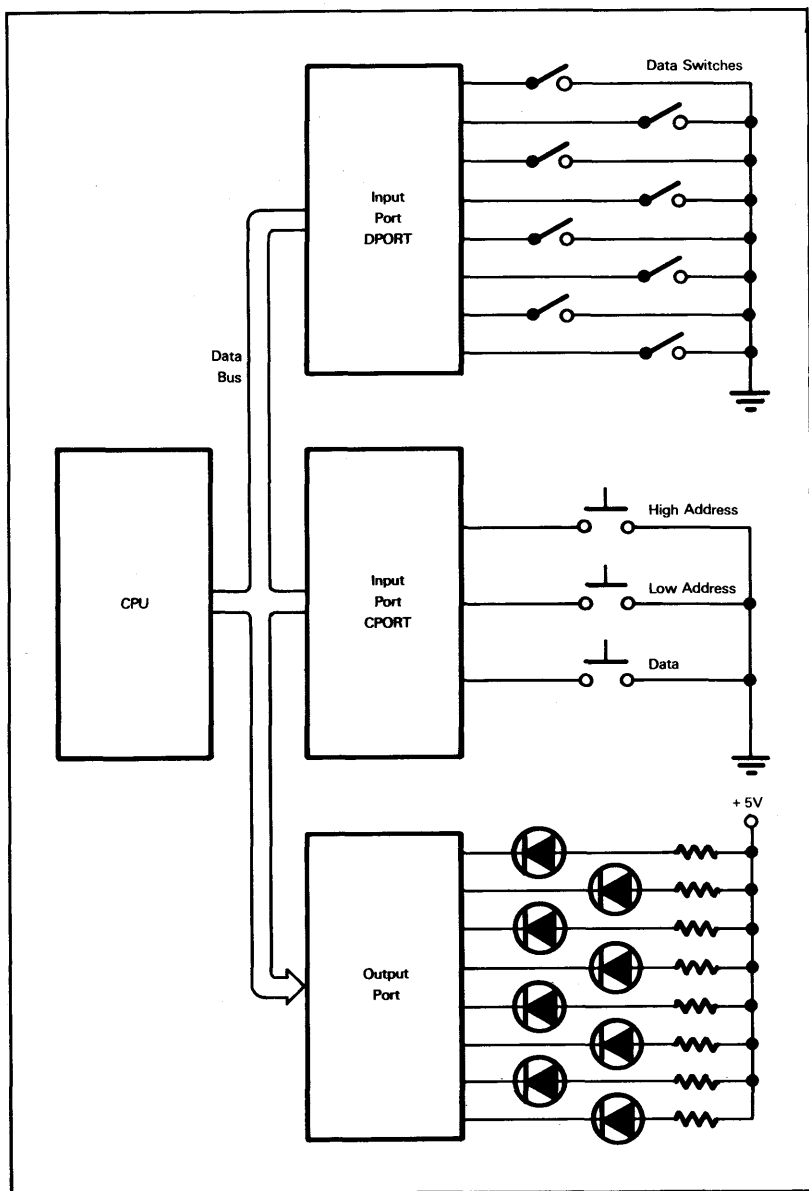 Data Switches
Input
Port
DPORT
Data
Bus
CPU
Input
Port
CPORT
High Address
Low Address
Data
+ 5V
Output
Port